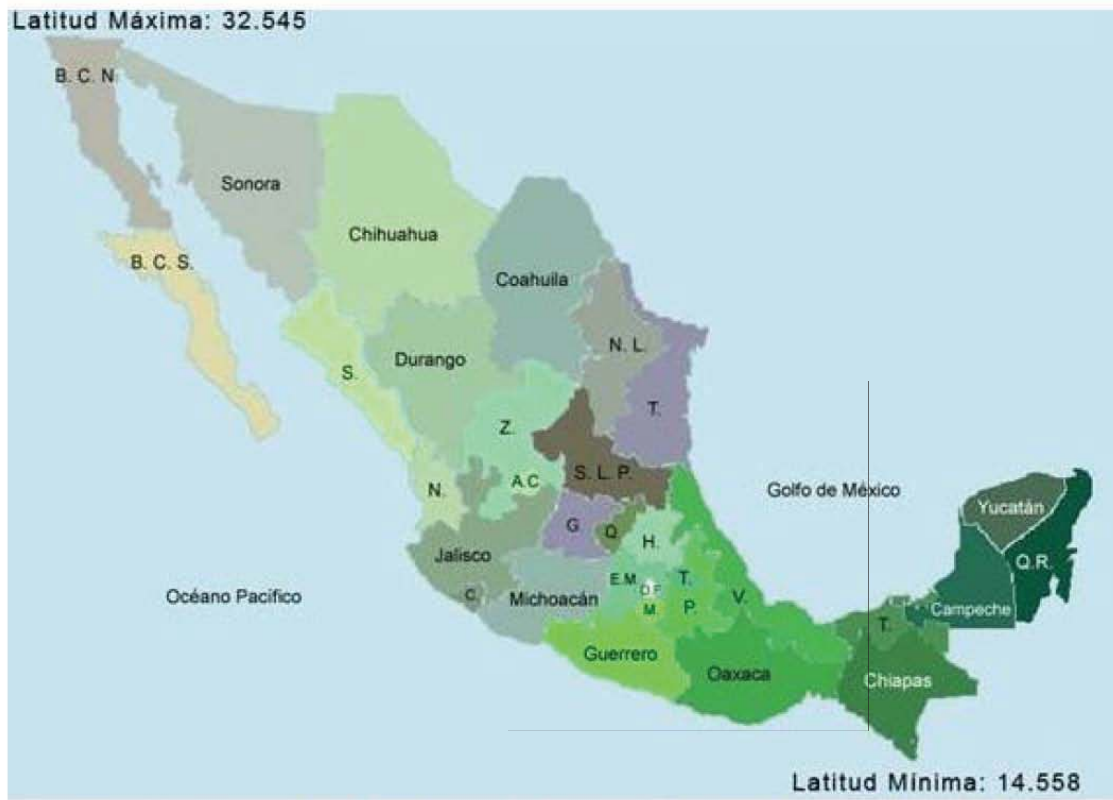 Latitud Máxima: 32.545
B. C. N
Sonora
Chihuahua
B. C. S.
Coahuila
N. L.
Durango
S.
T.
Z.
S. L. P.
A.C
N.
Golfo de México
Yucatán
G.
Q.
H.
Jalisco
Q.R.
E.M.
D.F.
T.
C.
Michoacán
Océano Pacífico
M.
P.
V.
Campeche
T.
Guerrero
Oaxaca
Chiapas
Latitud Mínima: 14.558